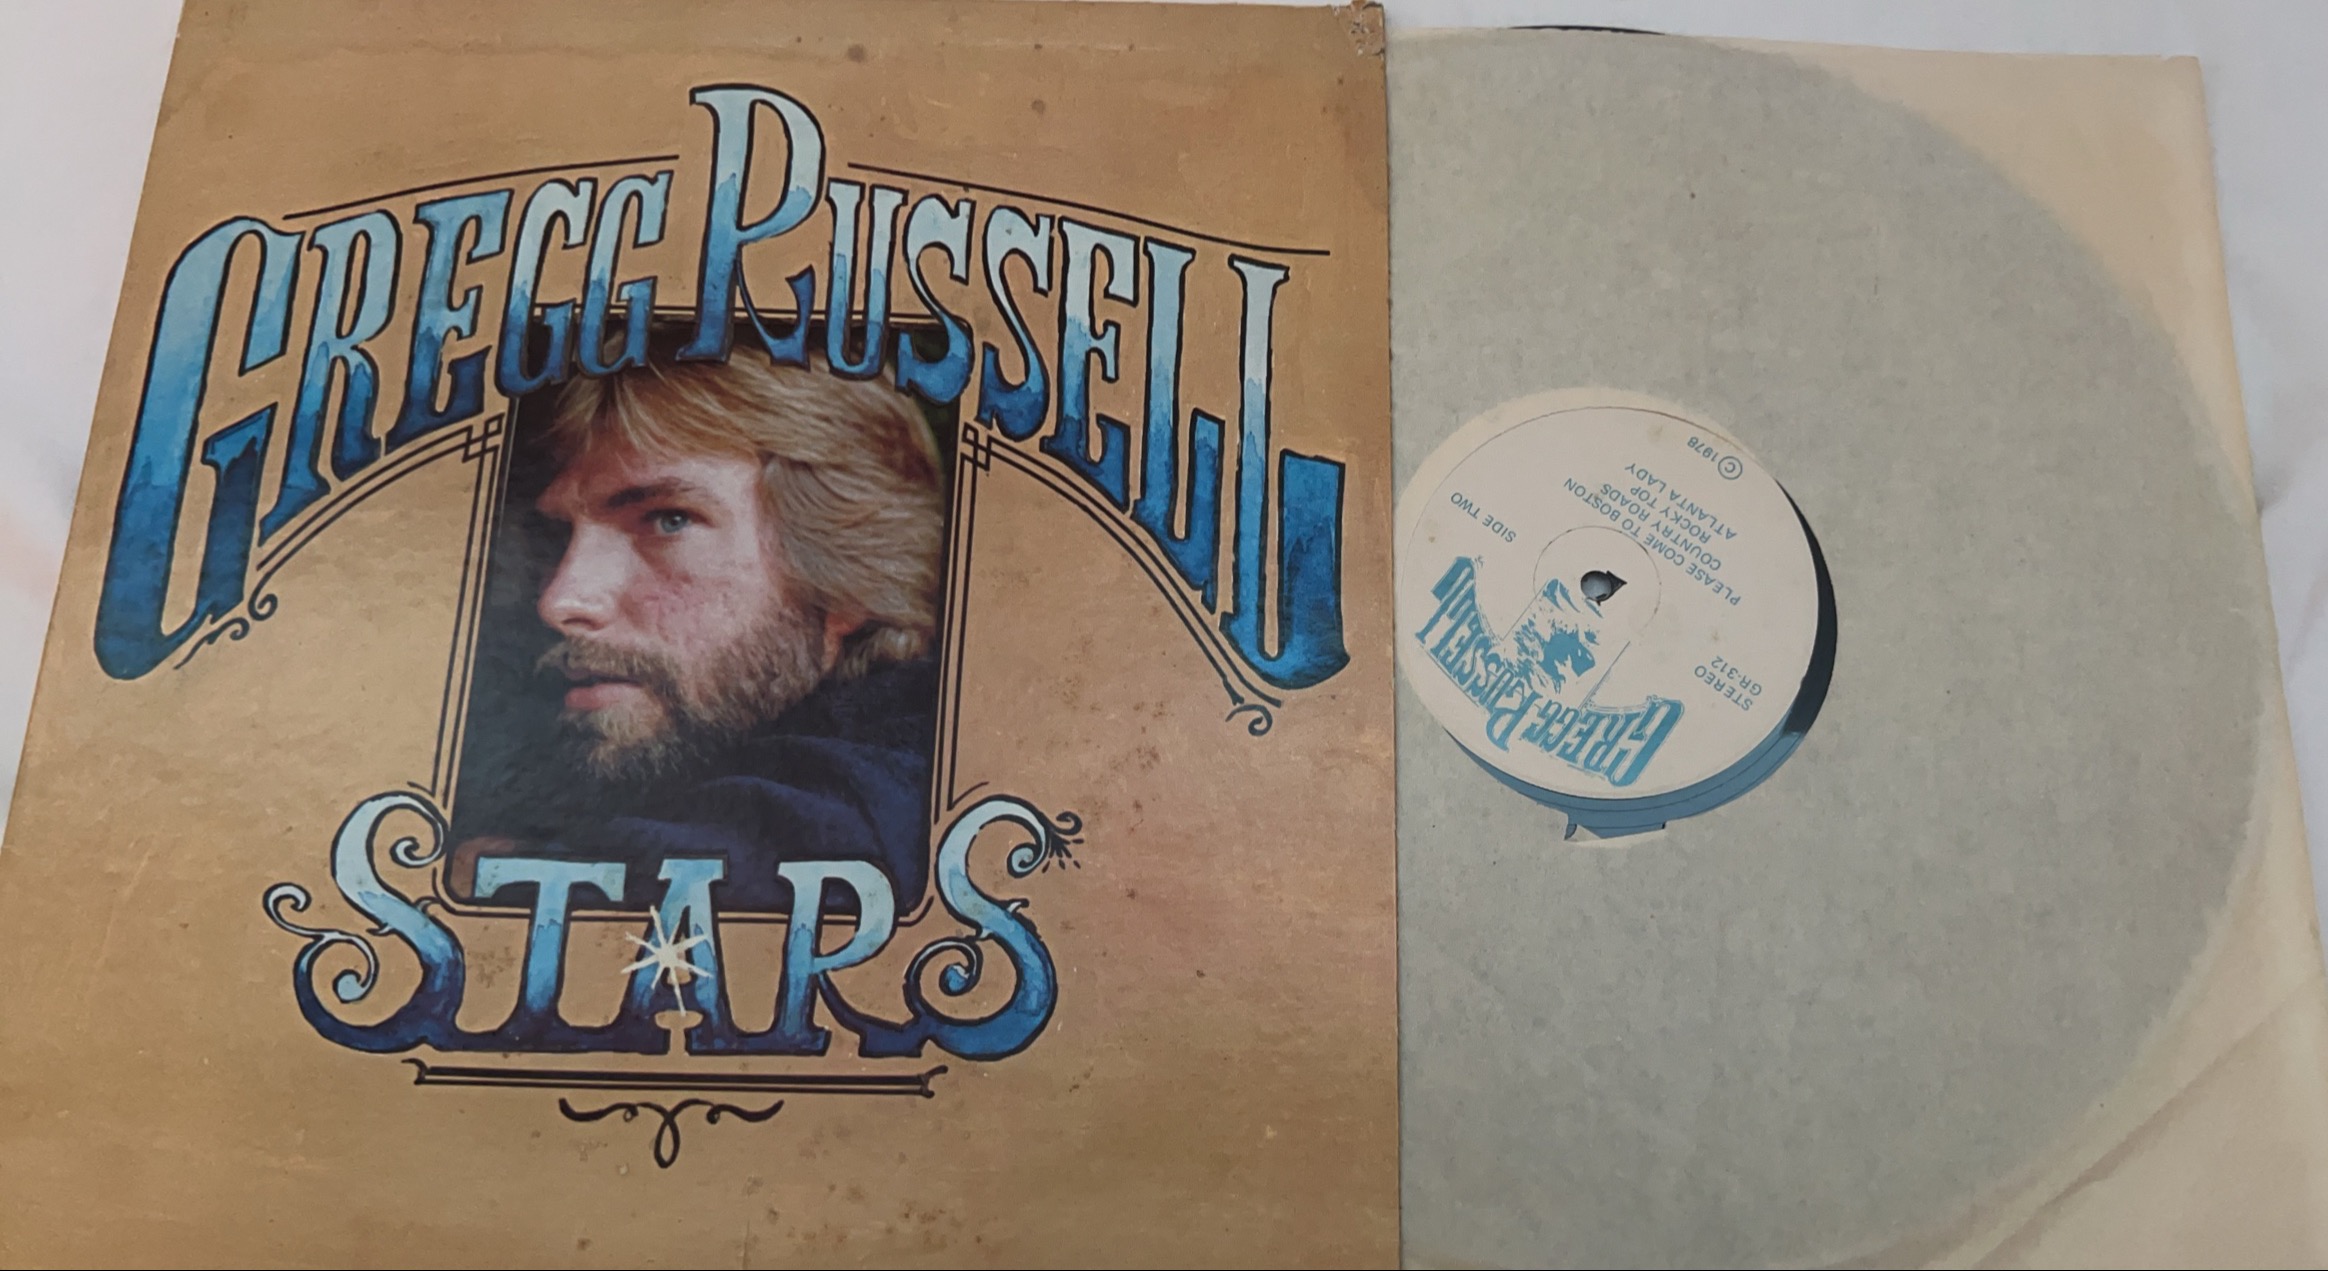 GREGG RUSSELL
STARS
GREGG RUSSELL
STEREO
GR-312
SIDE TWO
PLEASE COME TO BOSTON
COUNTRY ROADS
ROCKY TOP
ATLANTA LADY
©1978